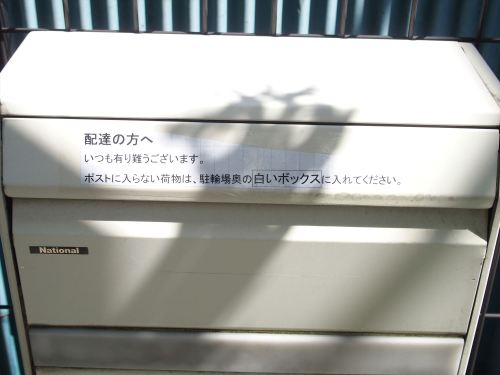 配達の方へ
いつも有り難うございます。
ポストに入らない荷物は、駐輪場奥の白いボックスに入れてください。
National